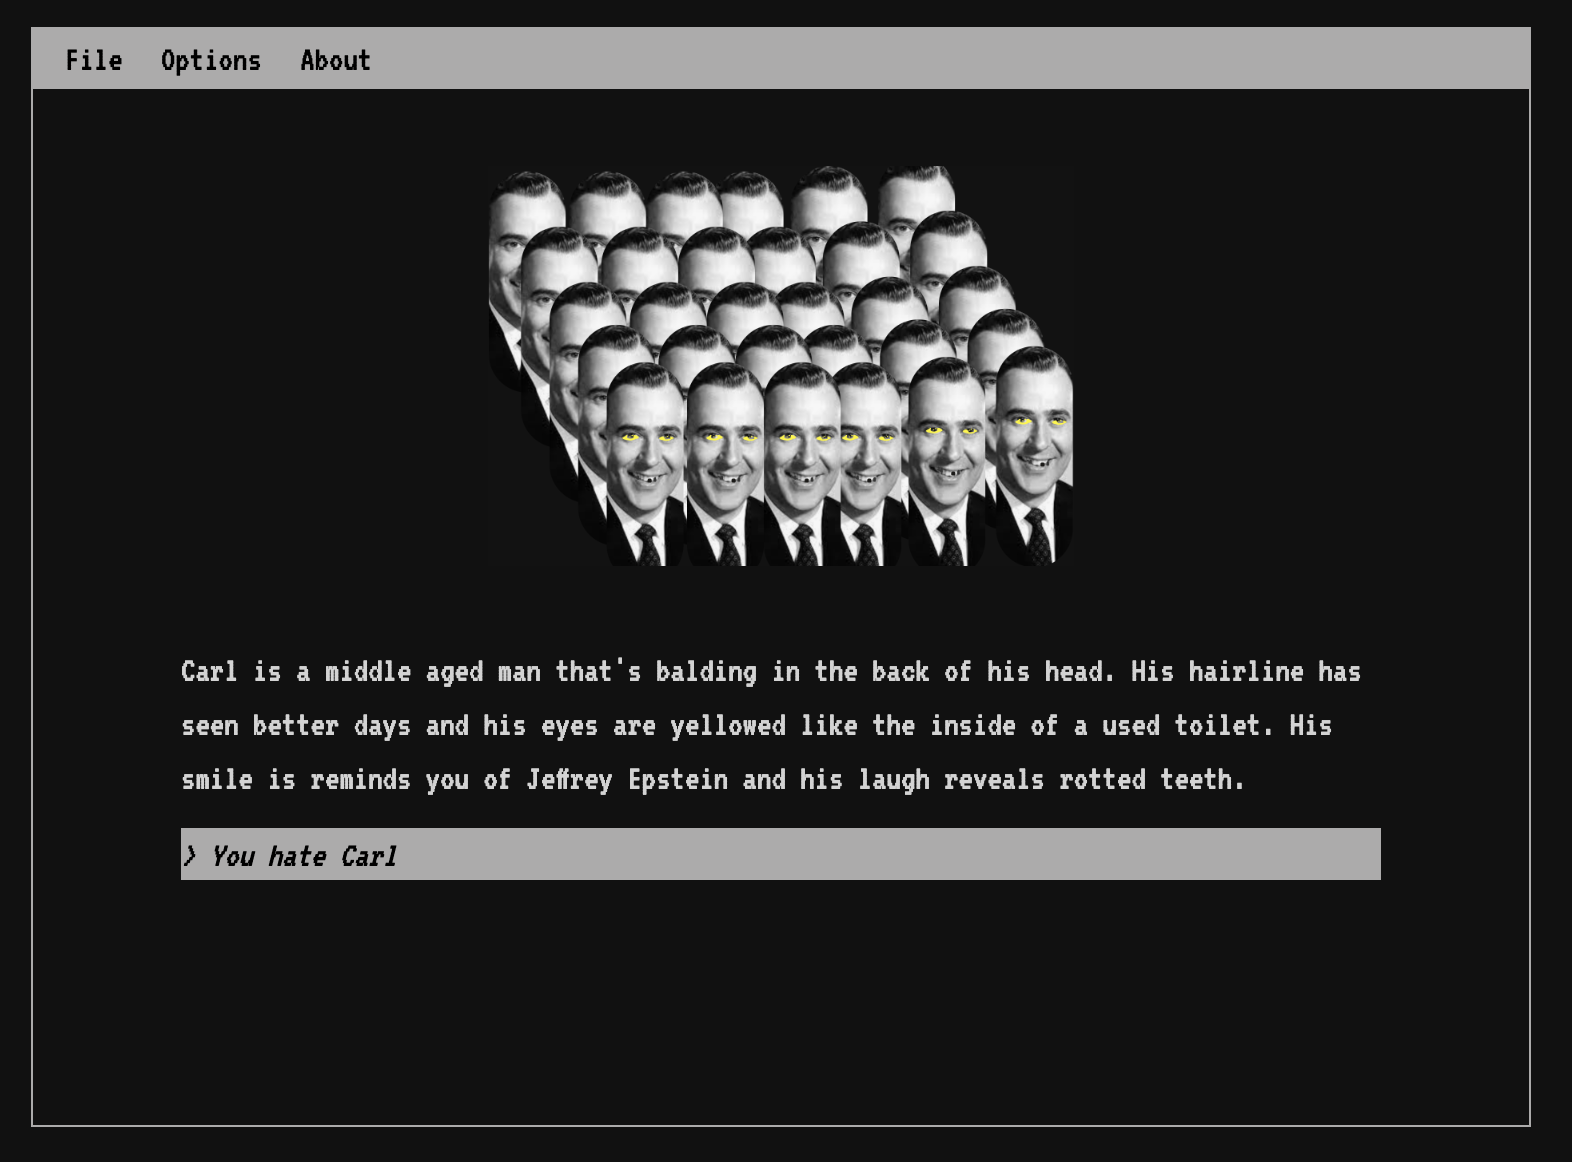 File Options About
Carl is a middle aged man that's balding in the back of his head. His hairline has
seen better days and his eyes are yellowed like the inside of a used toilet. His
smile is reminds you of Jeffrey Epstein and his laugh reveals rotted teeth.
> You hate Carl